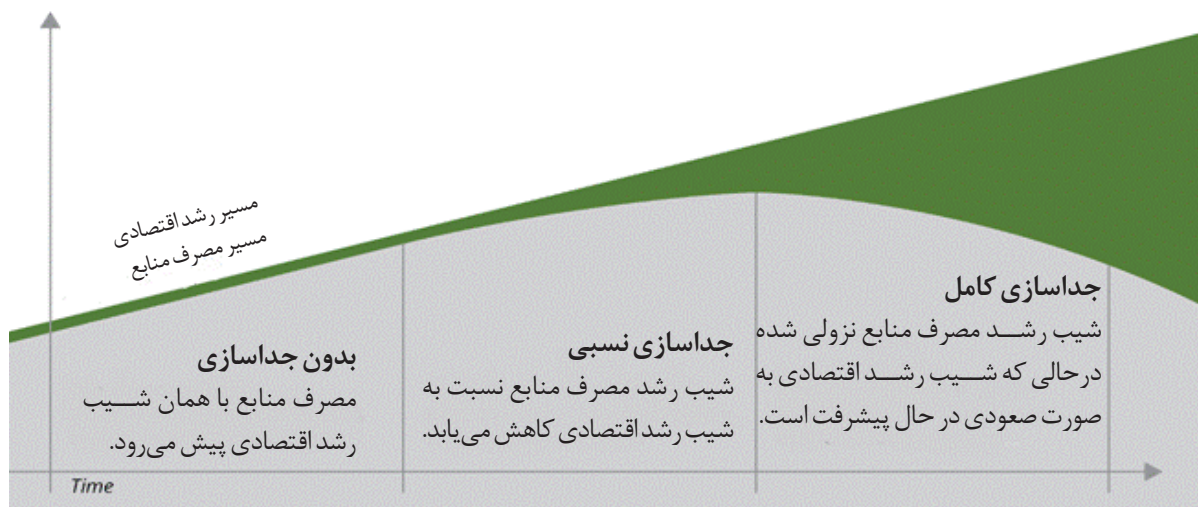 مسیر رشد اقتصادی
مسیر مصرف منابع
جداسازی کامل
شیب رشد مصرف منابع نزولی شده
درحالی که شیب رشد اقتصادی به
صورت صعودی در حال پیشرفت است.
جداسازی نسبی
شیب رشد مصرف منابع نسبت به
شیب رشد اقتصادی کاهش می‌یابد.
بدون جداسازی
مصرف منابع با همان شیب
رشد اقتصادی پیش می‌رود.
Time